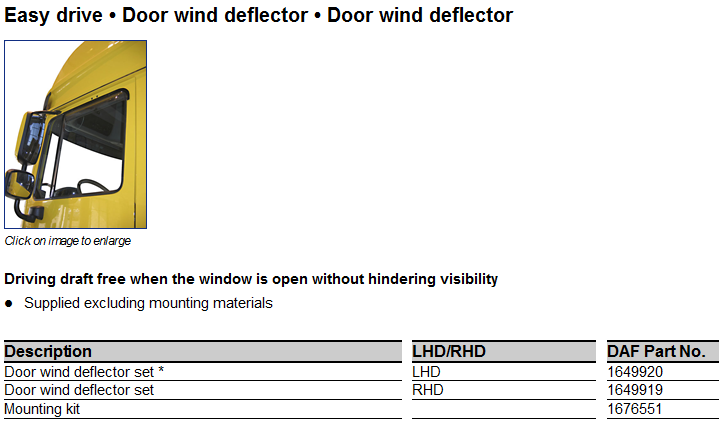 Easy drive • Door wind deflector • Door wind deflector
Click on image to enlarge
Driving draft free when the window is open without hindering visibility
● Supplied excluding mounting materials
Description LHD/RHD DAF Part No.
Door wind deflector set * LHD 1649920
Door wind deflector set RHD 1649919
Mounting kit 1676551